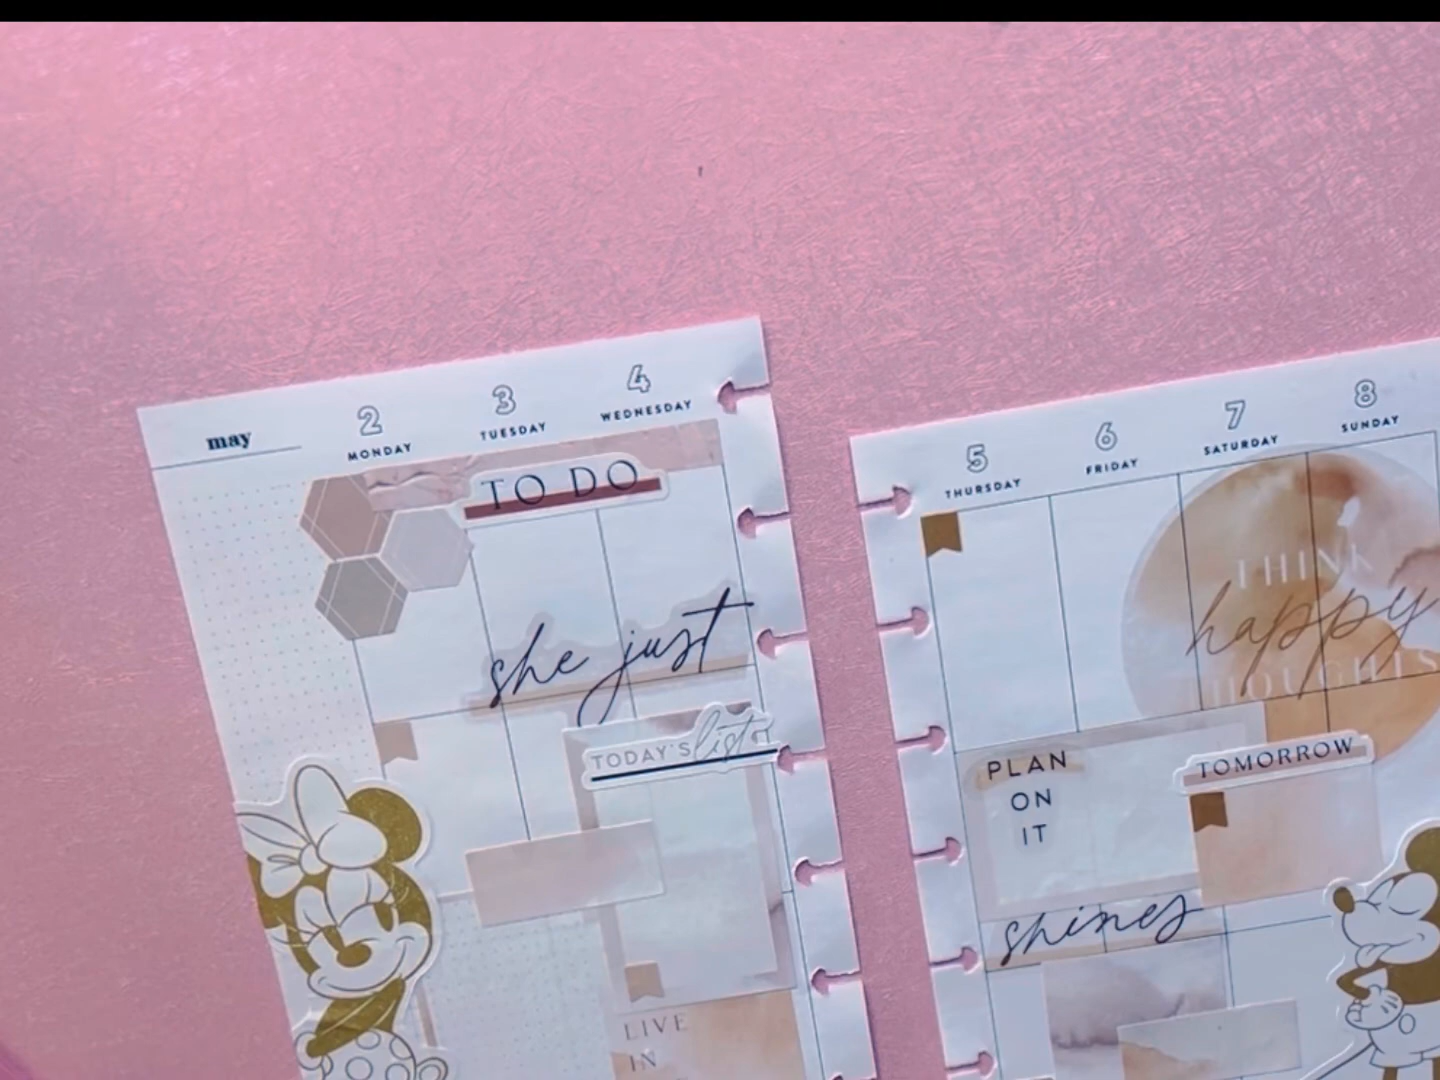 may
2
MONDAY
3
TUESDAY
4
WEDNESDAY
TO DO
she just
TODAY'S list
LIVE
IN
5
THURSDAY
6
FRIDAY
7
SATURDAY
8
SUNDAY
THINK
happy
THOUGHTS
PLAN
ON
IT
TOMORROW
shines